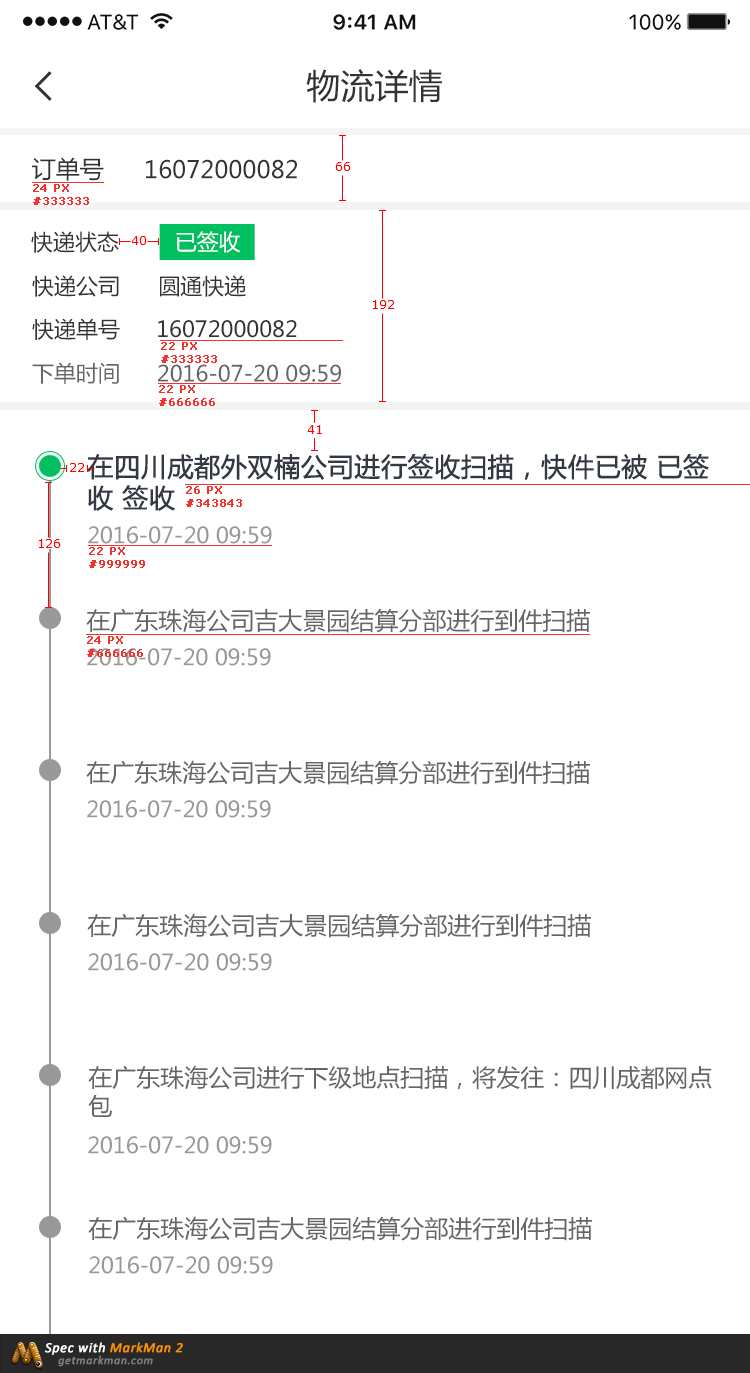 AT&T 9:41 AM 100%
物流详情
订单号 16072000082
24 PX
#333333
66
快递状态 40 已签收
快递公司 圆通快递
192
快递单号 16072000082
22 PX
#333333
下单时间 2016-07-20 09:59
22 PX
#666666
41
22 在四川成都外双楠公司进行签收扫描，快件已被 已签
收 签收
26 PX
#343843
2016-07-20 09:59
126
22 PX
#999999
在广东珠海公司吉大景园结算分部进行到件扫描
24 PX
#666666
2016-07-20 09:59
在广东珠海公司吉大景园结算分部进行到件扫描
2016-07-20 09:59
在广东珠海公司吉大景园结算分部进行到件扫描
2016-07-20 09:59
在广东珠海公司进行下级地点扫描，将发往：四川成都网点
包
2016-07-20 09:59
在广东珠海公司吉大景园结算分部进行到件扫描
2016-07-20 09:59
Spec with MarkMan 2
getmarkman.com